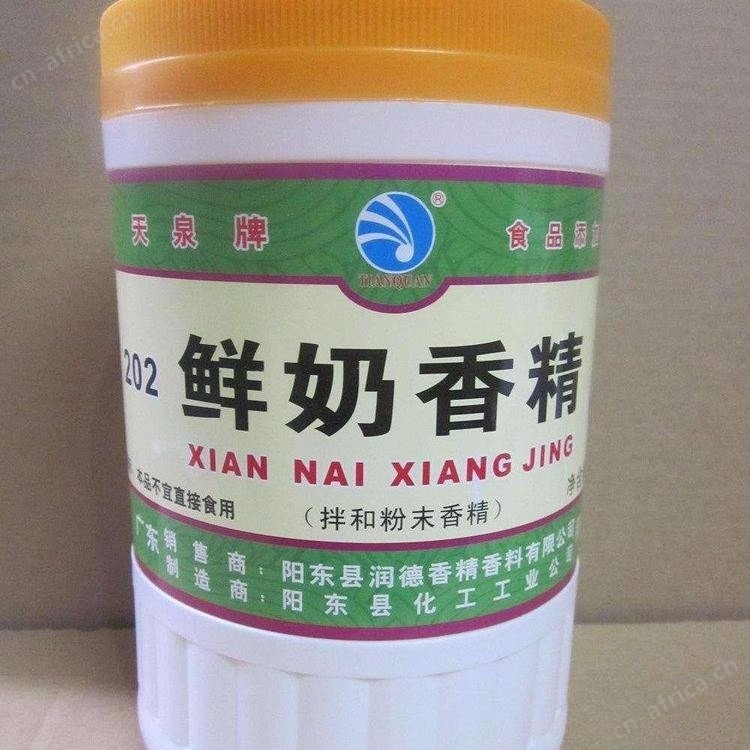 cn-africa.cn
天泉牌
®
食品添加
TIANQUAN
202
鲜奶香精
XIAN NAI XIANG JING
本品不宜直接食用
净含
(拌和粉末香精)
广东
销售商:阳东县润德香精香料有限公司
制造商:阳东县化工工业公司
cn-africa.cn